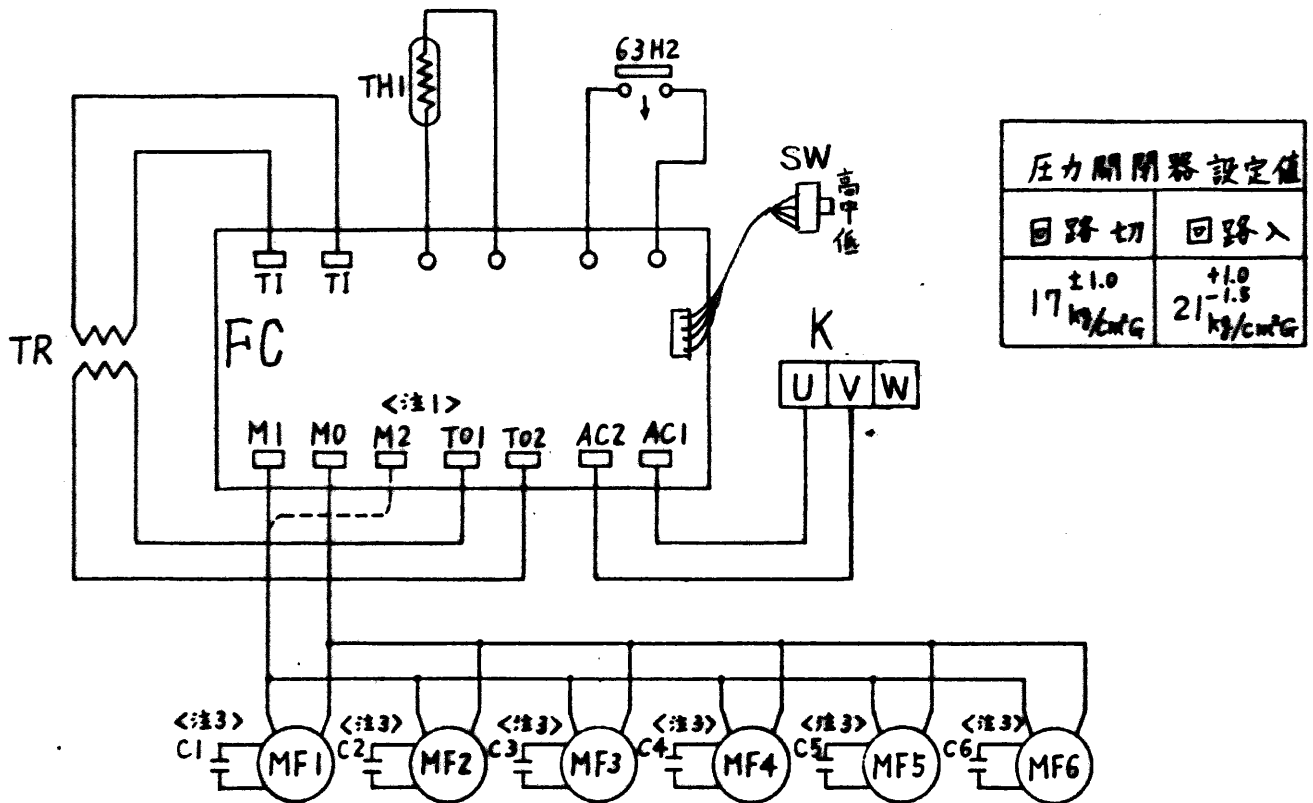 63H2
TH1
SW
高
中
低
圧力開閉器設定値
回路切 回路入
17 ±1.0 kg/cm²G
21 +1.0 -1.5 kg/cm²G
T1 T1
TR
FC
K
U V W
<注1>
M1 M0 M2 T01 T02 AC2 AC1
<注3> <注3> <注3> <注3> <注3> <注3>
C1 C2 C3 C4 C5 C6
MF1 MF2 MF3 MF4 MF5 MF6